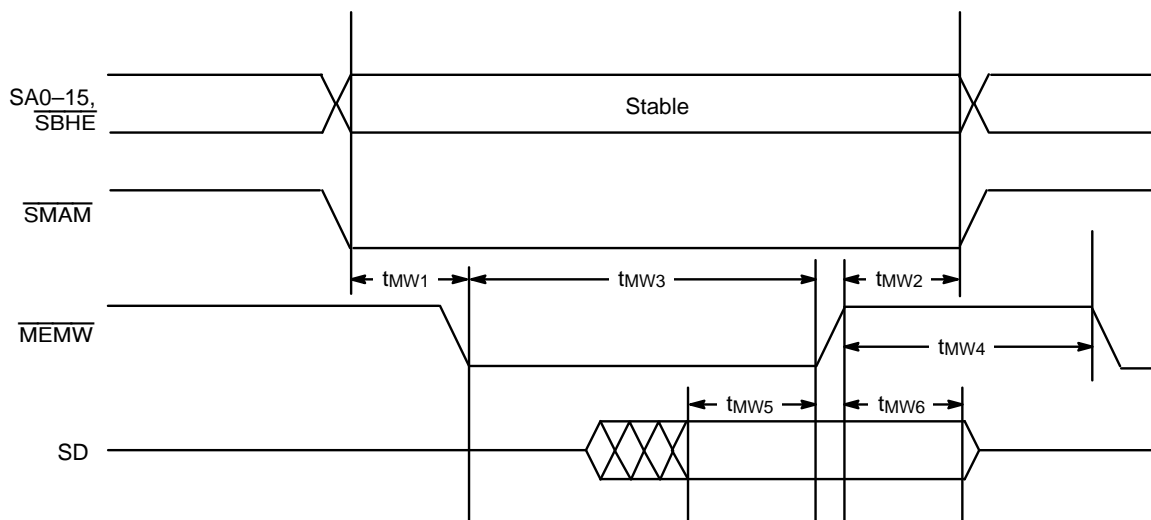 SA0–15,
SBHE
Stable
SMAM
tMW1
tMW3
tMW2
MEMW
tMW4
tMW5
tMW6
SD